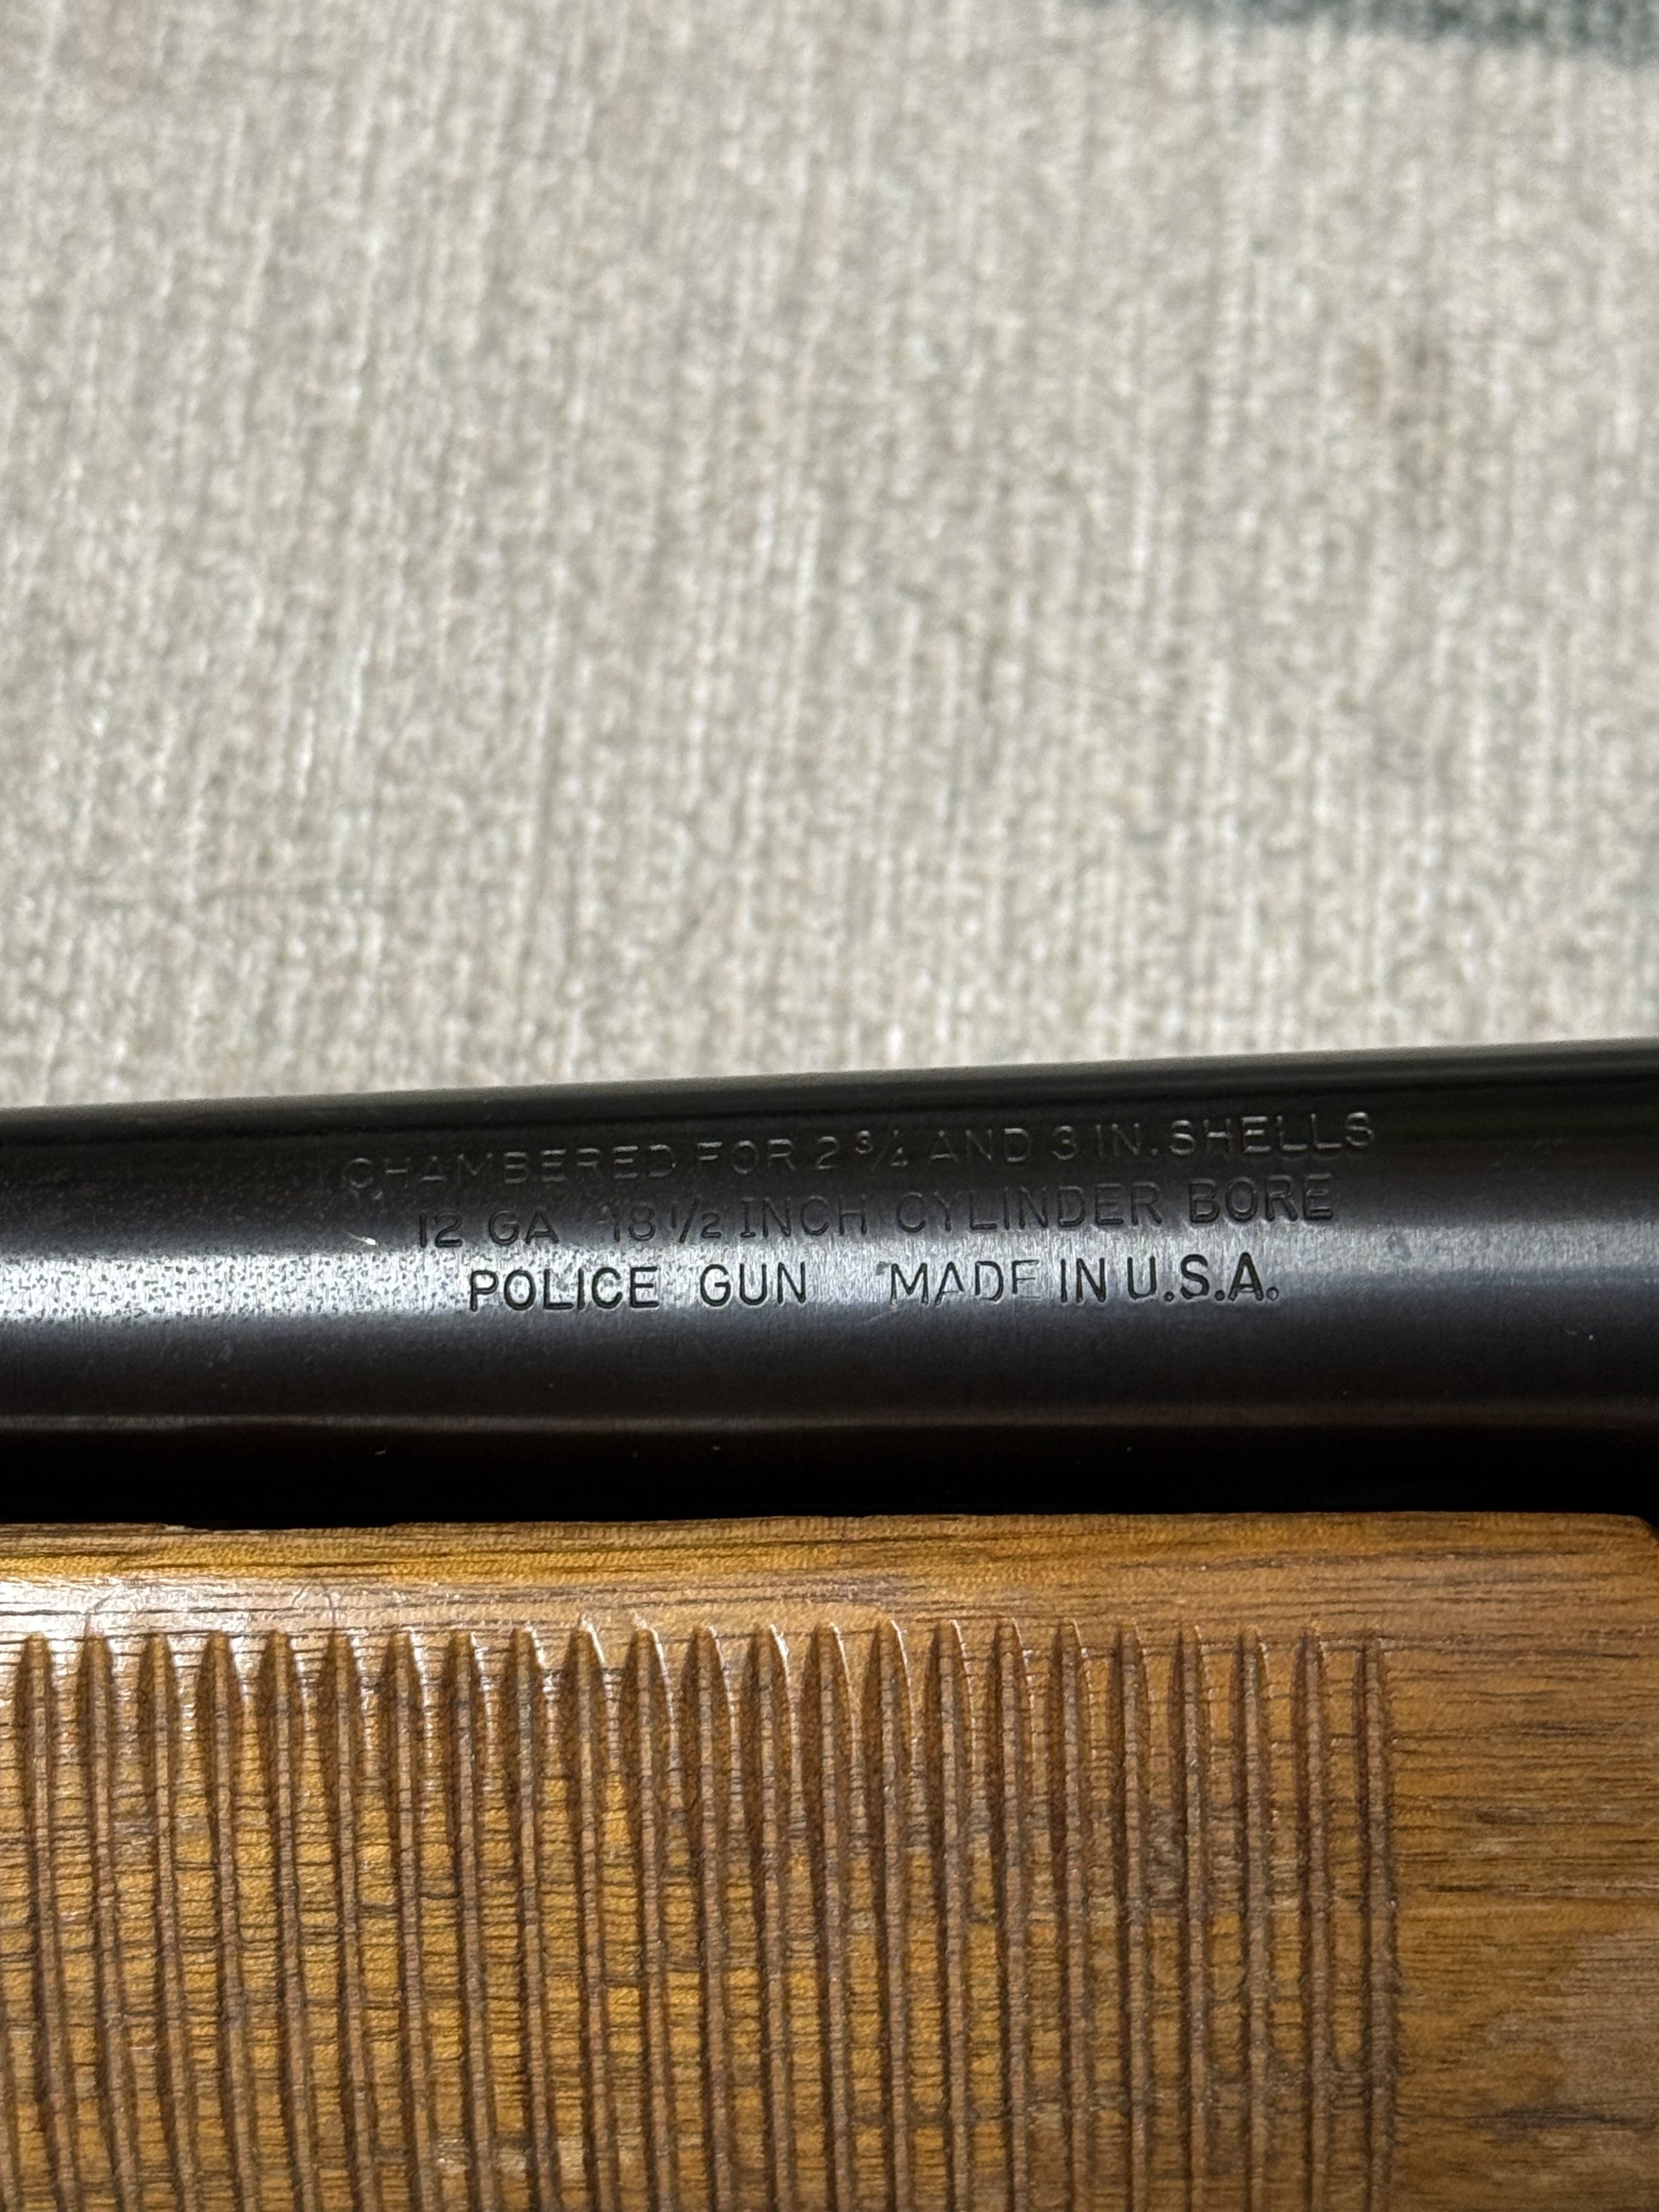 CHAMBERED FOR 2 3/4 AND 3 IN. SHELLS
12 GA 18 1/2 INCH CYLINDER BORE
POLICE GUN MADE IN U.S.A.